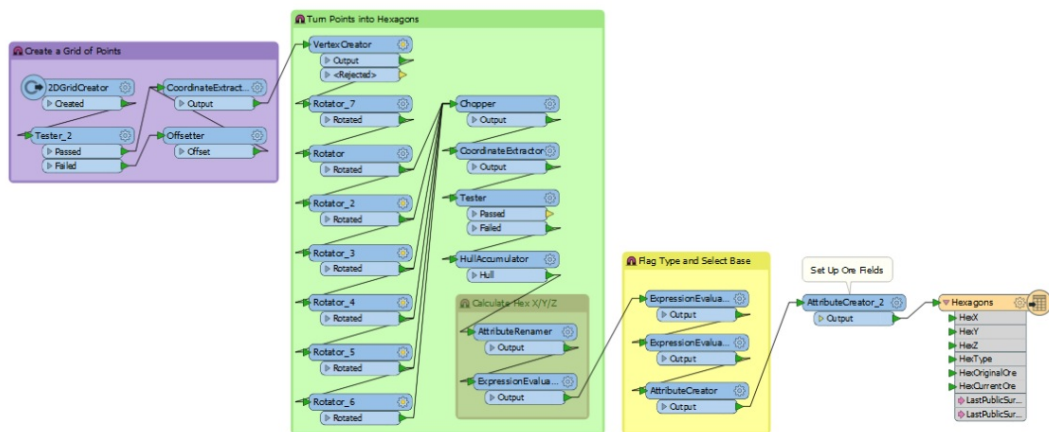 Create a Grid of Points
2DGridCreator
Created
Tester_2
Passed
Failed
CoordinateExtract...
Output
Offsetter
Offset
Turn Points into Hexagons
VertexCreator
Output
<Rejected>
Rotator_7
Rotated
Rotator
Rotated
Rotator_2
Rotated
Rotator_3
Rotated
Rotator_4
Rotated
Rotator_5
Rotated
Rotator_6
Rotated
Chopper
Output
CoordinateExtractor
Output
Tester
Passed
Failed
HullAccumulator
Hull
Calculate Hex X/Y/Z
AttributeRenamer
Output
ExpressionEvalua...
Output
Flag Type and Select Base
ExpressionEvalua...
Output
ExpressionEvalua...
Output
AttributeCreator
Output
Set Up Ore Fields
AttributeCreator_2
Output
Hexagons
HexX
HexY
HexZ
HexType
HexOriginalOre
HexCurrentOre
LastPublicSur...
LastPublicSur...